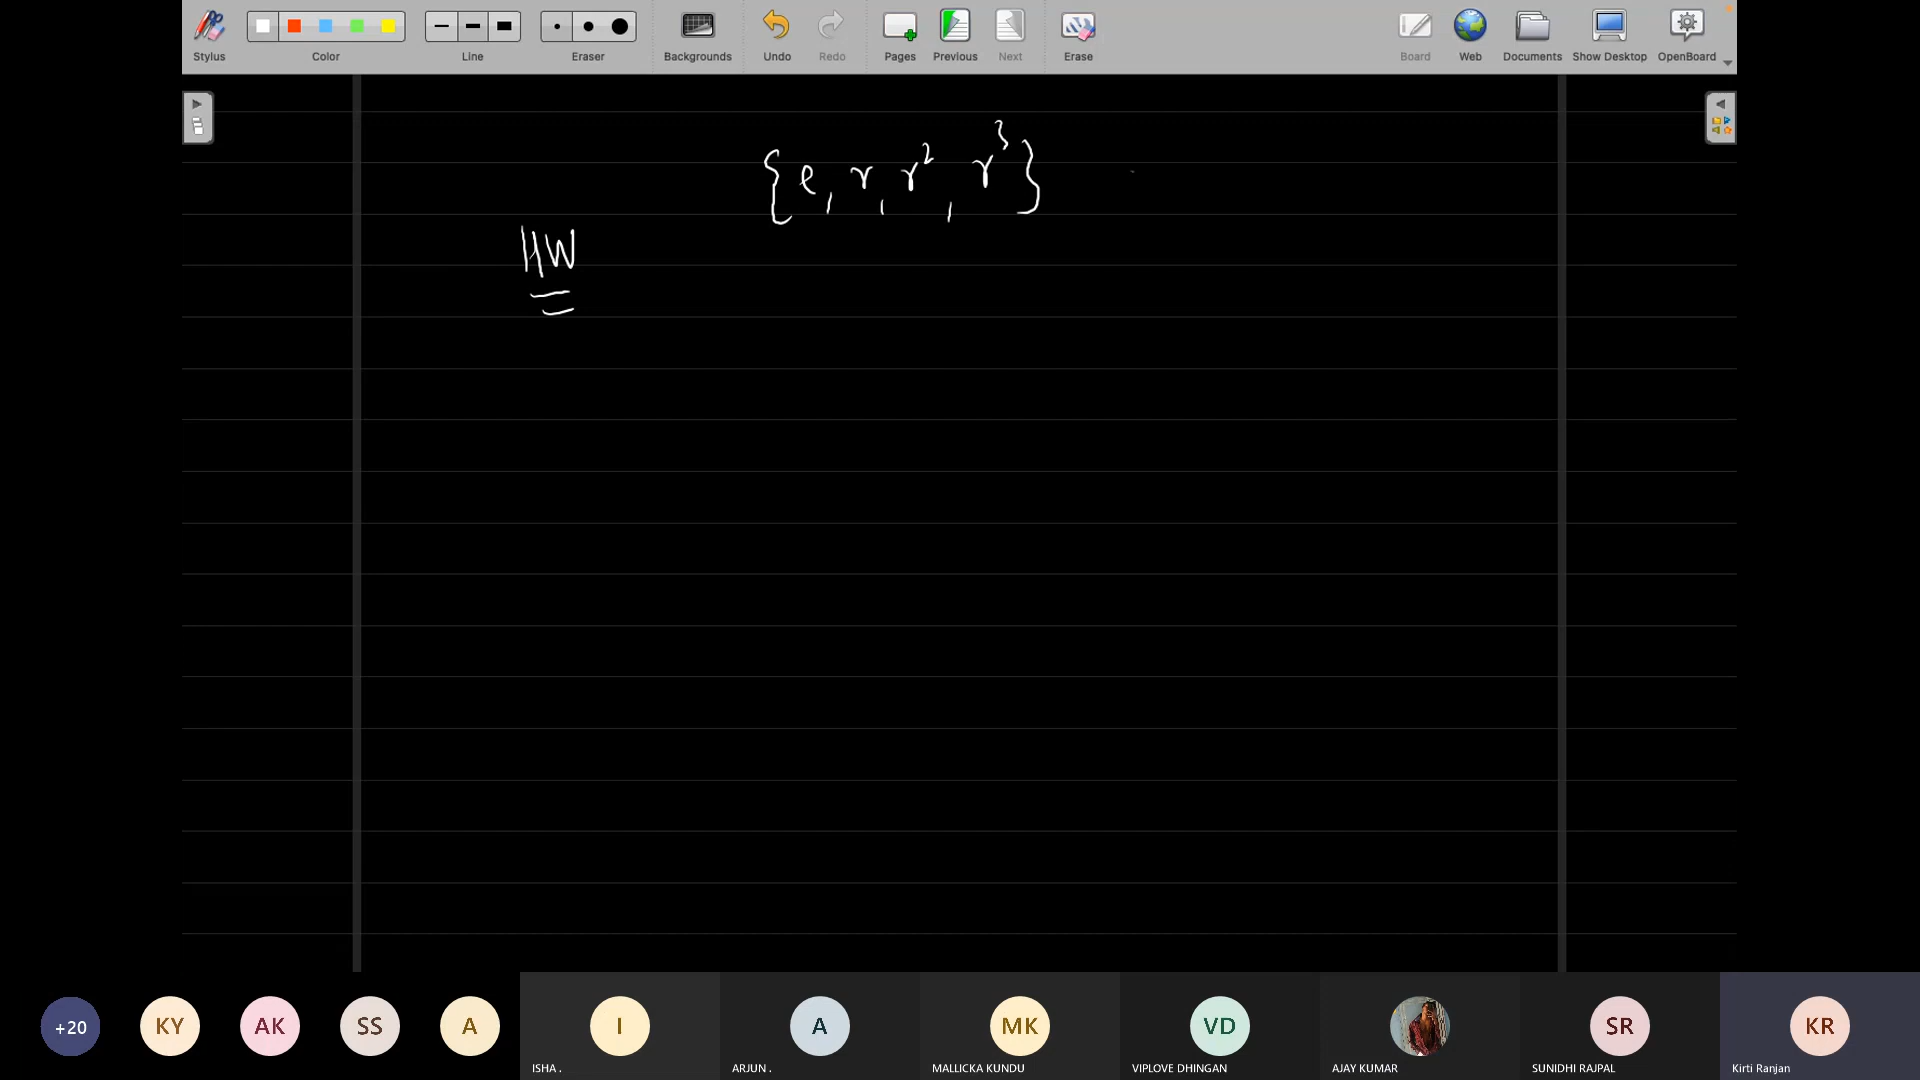 Stylus Color Line Eraser Backgrounds Undo Redo Pages Previous Next Erase Board Web Documents Show Desktop OpenBoard
{e, r, r², r³}
HW
+20 KY AK SS A I A MK VD SR KR
ISHA . ARJUN . MALLICKA KUNDU VIPLOVE DHINGAN AJAY KUMAR SUNIDHI RAJPAL Kirti Ranjan